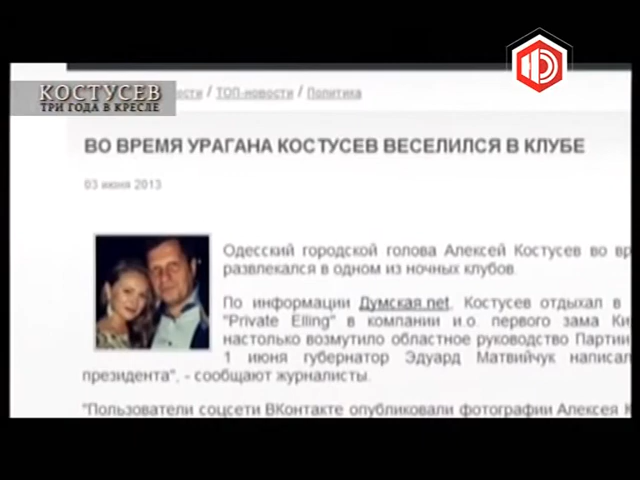 КОСТУСЕВ
ТРИ ГОДА В КРЕСЛЕ
ости / ТОП-новости / Политика
ВО ВРЕМЯ УРАГАНА КОСТУСЕВ ВЕСЕЛИЛСЯ В КЛУБЕ
03 июня 2013
Одесский городской голова Алексей Костусев во вр
развлекался в одном из ночных клубов.
По информации Думская.net, Костусев отдыхал в
"Private Elling" в компании и.о. первого зама Ки
настолько возмутило областное руководство Партии
1 июня губернатор Эдуард Матвийчук написал
президента", - сообщают журналисты.
"Пользователи соцсети ВКонтакте опубликовали фотографии Алексея К